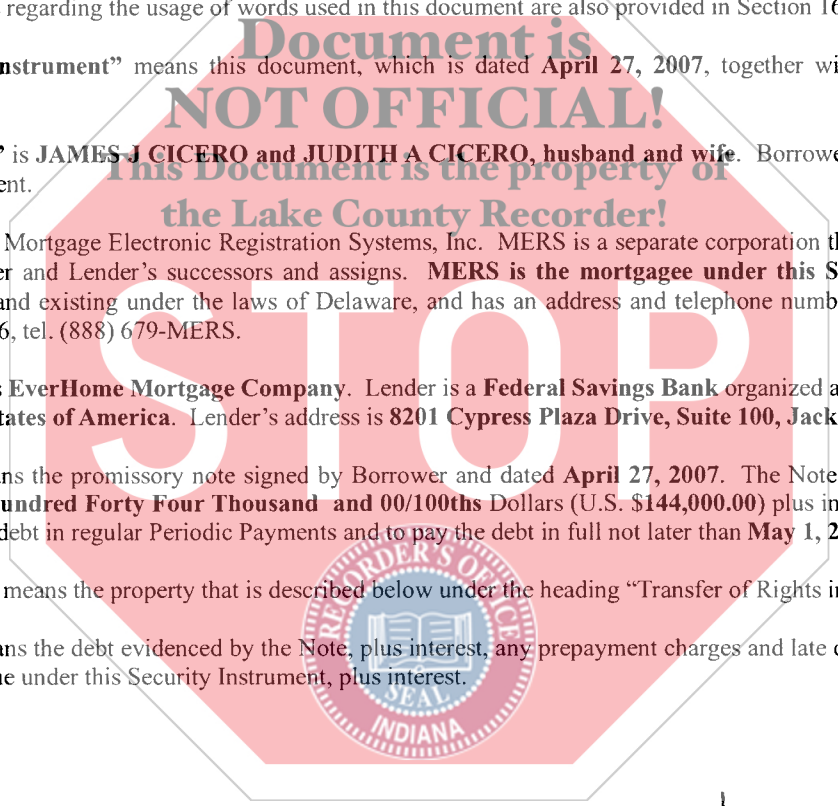 regarding the usage of words used in this document are also provided in Section 16
Document is
nstrument” means this document, which is dated April 27, 2007, together wi
NOT OFFICIAL!
” is JAMES J CICERO and JUDITH A CICERO, husband and wife. Borrowe
This Document is the property of
ent.
the Lake County Recorder!
Mortgage Electronic Registration Systems, Inc. MERS is a separate corporation th
er and Lender’s successors and assigns. MERS is the mortgagee under this S
and existing under the laws of Delaware, and has an address and telephone numb
6, tel. (888) 679-MERS.
STOP
s EverHome Mortgage Company. Lender is a Federal Savings Bank organized a
tates of America. Lender’s address is 8201 Cypress Plaza Drive, Suite 100, Jack
ns the promissory note signed by Borrower and dated April 27, 2007. The Note
undred Forty Four Thousand and 00/100ths Dollars (U.S. $144,000.00) plus in
debt in regular Periodic Payments and to pay the debt in full not later than May 1, 2
RECORDER'S OFFICE
means the property that is described below under the heading “Transfer of Rights in
ns the debt evidenced by the Note, plus interest, any prepayment charges and late c
e under this Security Instrument, plus interest.
SEAL
INDIANA